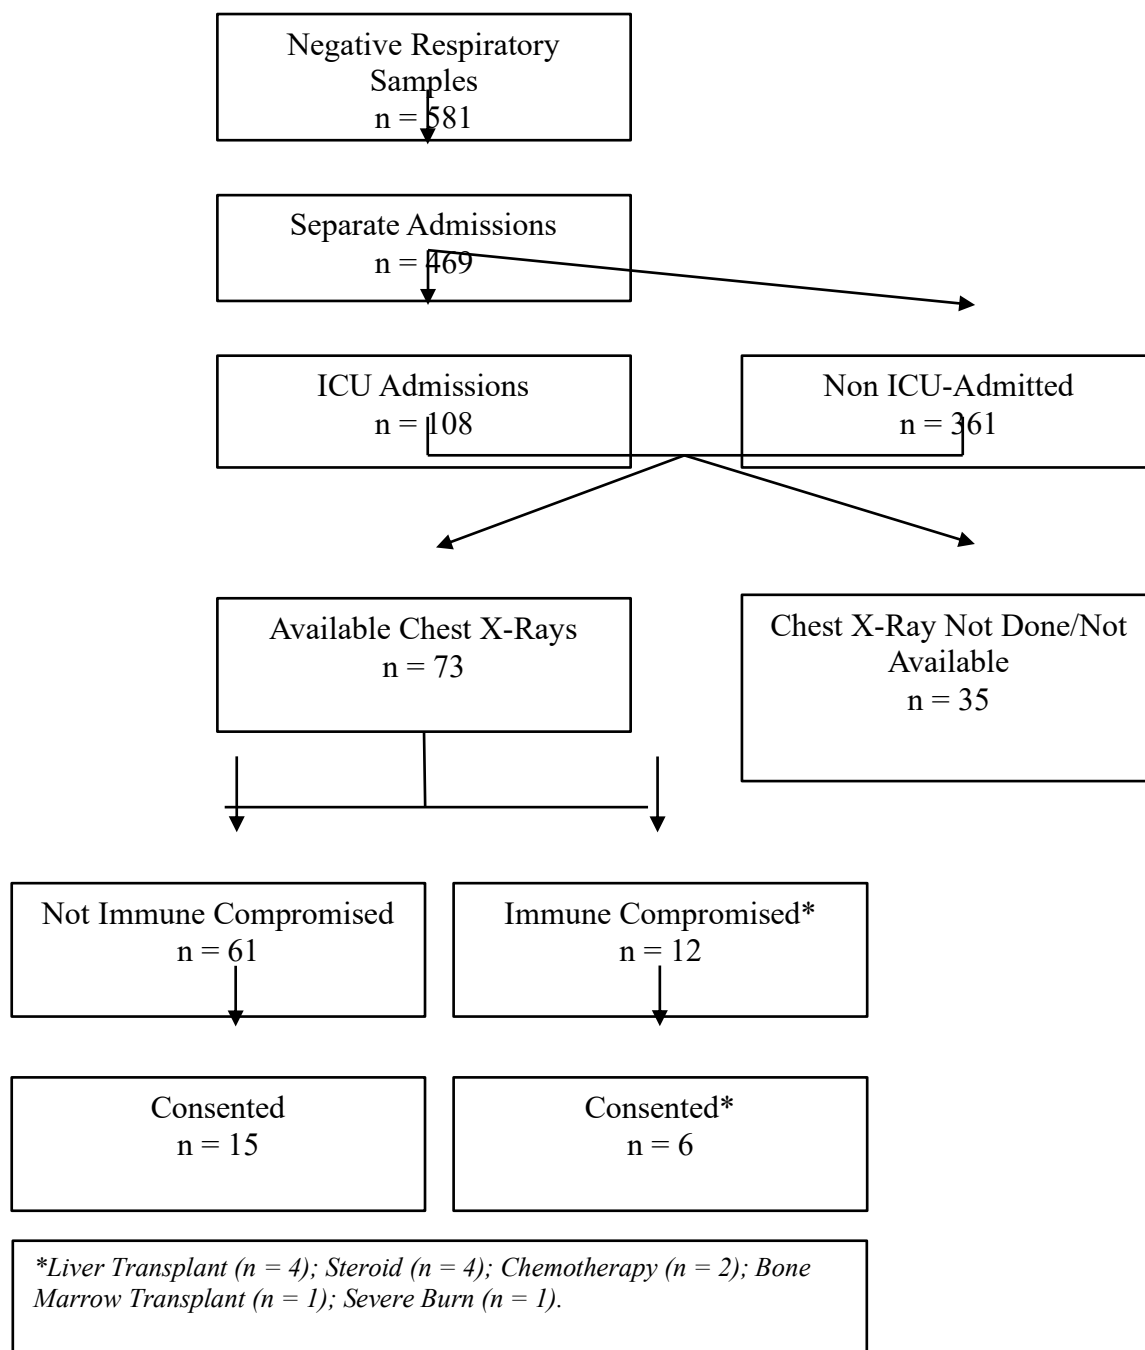 Negative Respiratory
Samples
n = 581
Separate Admissions
n = 469
ICU Admissions
n = 108
Non ICU-Admitted
n = 361
Available Chest X-Rays
n = 73
Chest X-Ray Not Done/Not
Available
n = 35
Not Immune Compromised
n = 61
Immune Compromised*
n = 12
Consented
n = 15
Consented*
n = 6
*Liver Transplant (n = 4); Steroid (n = 4); Chemotherapy (n = 2); Bone
Marrow Transplant (n = 1); Severe Burn (n = 1).